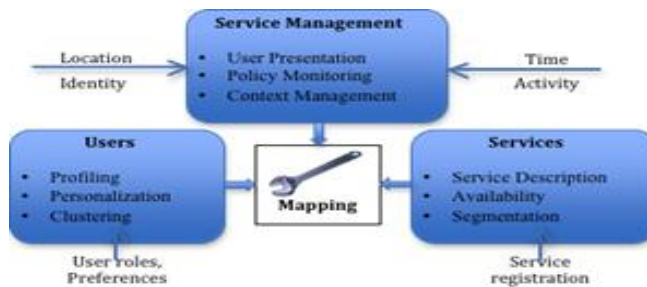 Service Management
• User Presentation
• Policy Monitoring
• Context Management
Location
Identity
Time
Activity
Users
• Profiling
• Personalization
• Clustering
Mapping
Services
• Service Description
• Availability
• Segmentation
User roles,
Preferences
Service
registration